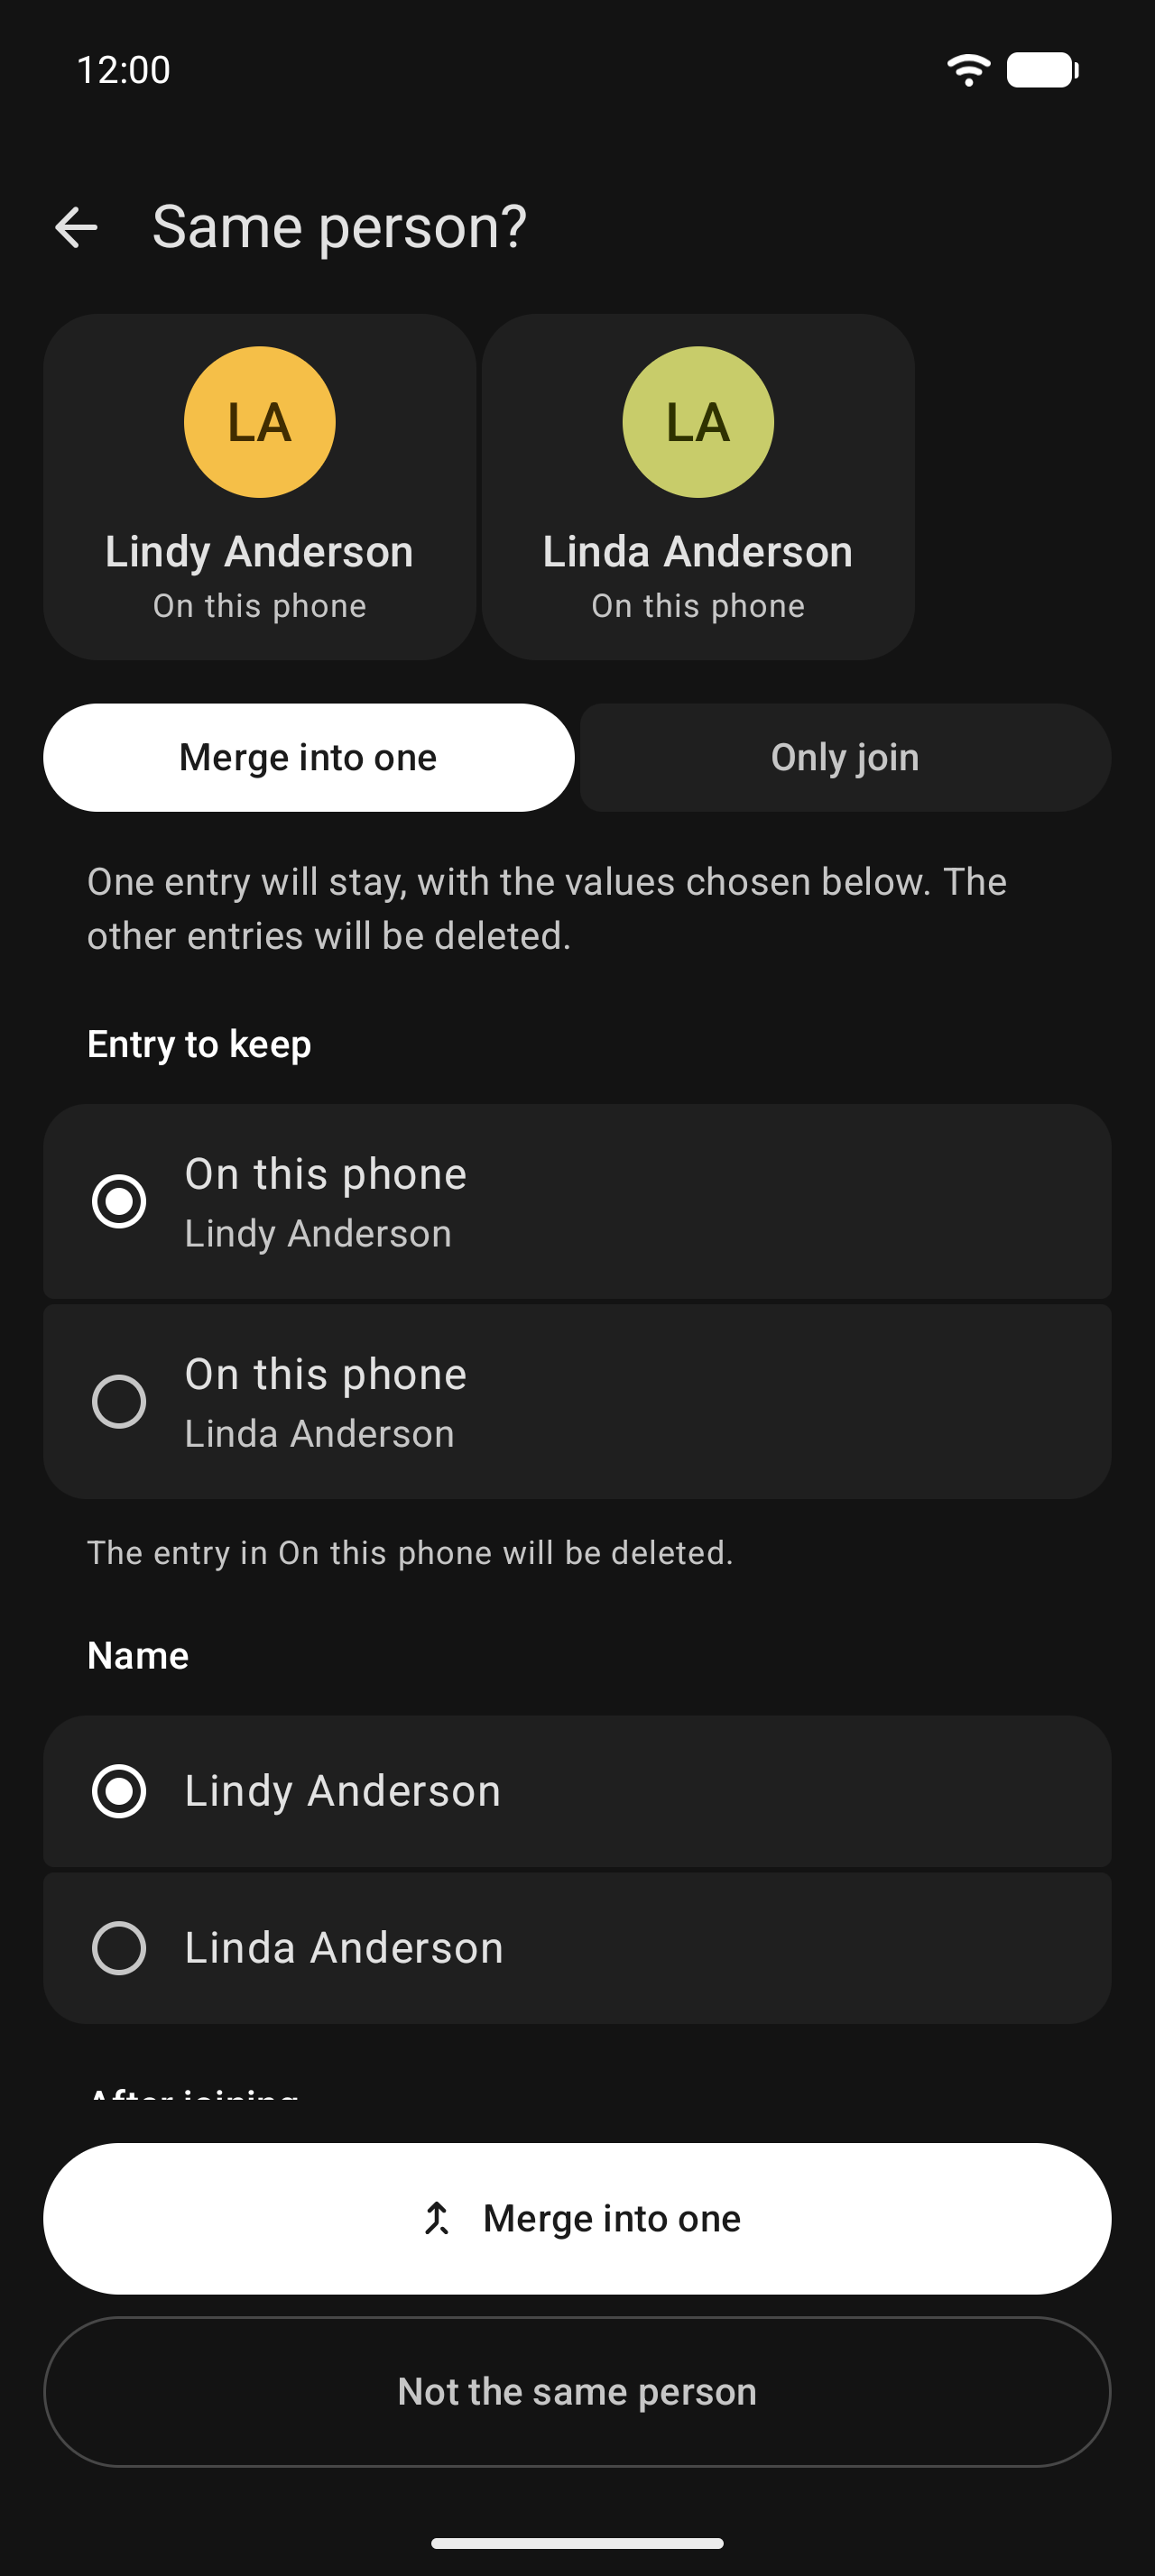 12:00
Same person?
LA
Lindy Anderson
On this phone
LA
Linda Anderson
On this phone
Merge into one
Only join
One entry will stay, with the values chosen below. The
other entries will be deleted.
Entry to keep
On this phone
Lindy Anderson
On this phone
Linda Anderson
The entry in On this phone will be deleted.
Name
Lindy Anderson
Linda Anderson
After joining
Merge into one
Not the same person